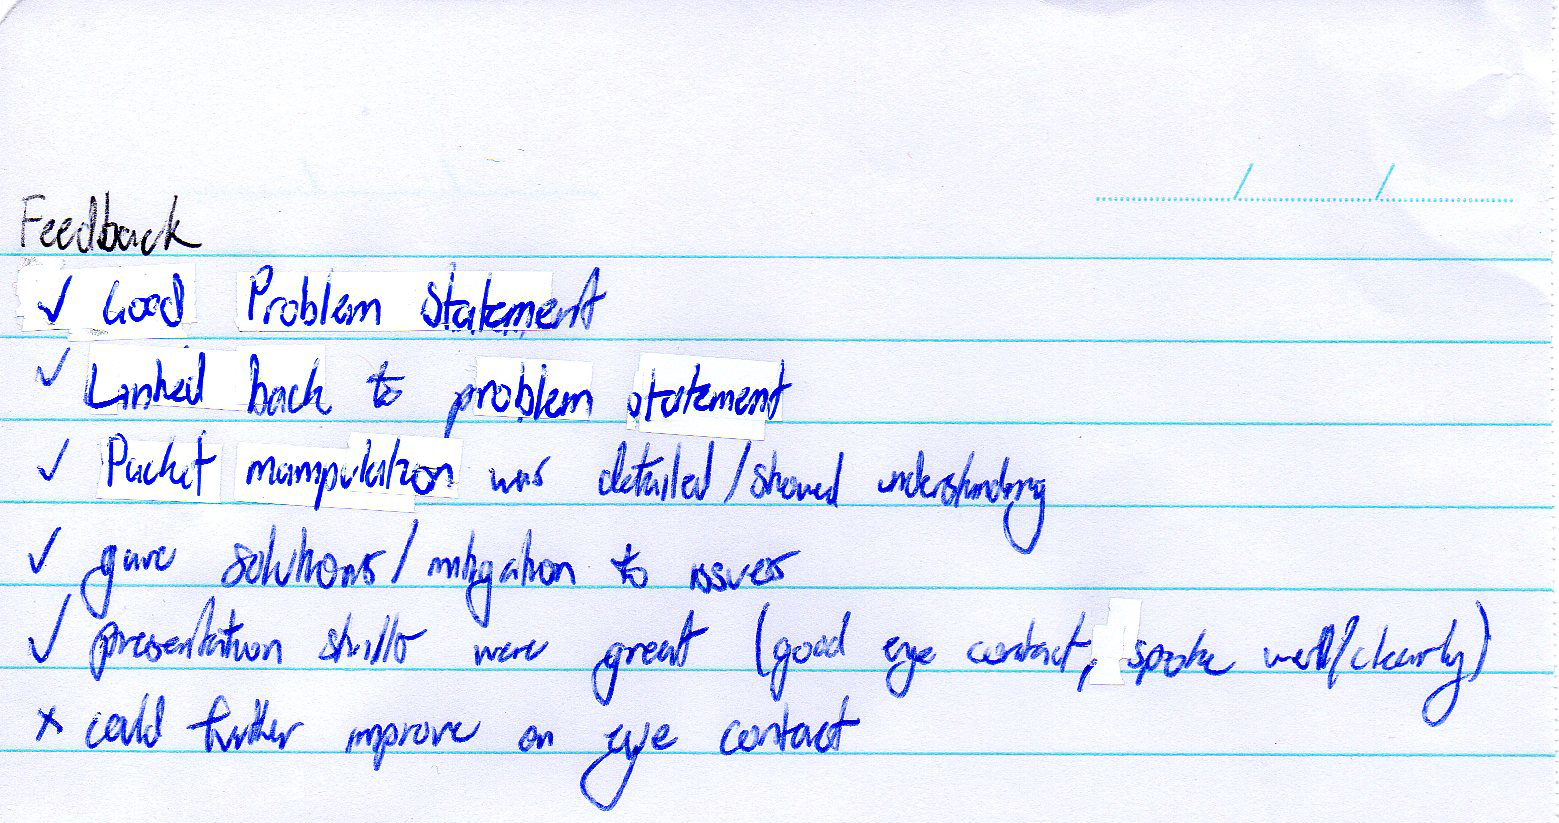 Feedback
✓ Good Problem Statement
✓ Linked back to problem statement
✓ Packet manipulation was detailed/showed understanding
✓ gave solutions/mitigation to issues
✓ presentation skills were great (good eye contact, spoke well/clearly)
x could further improve on eye contact